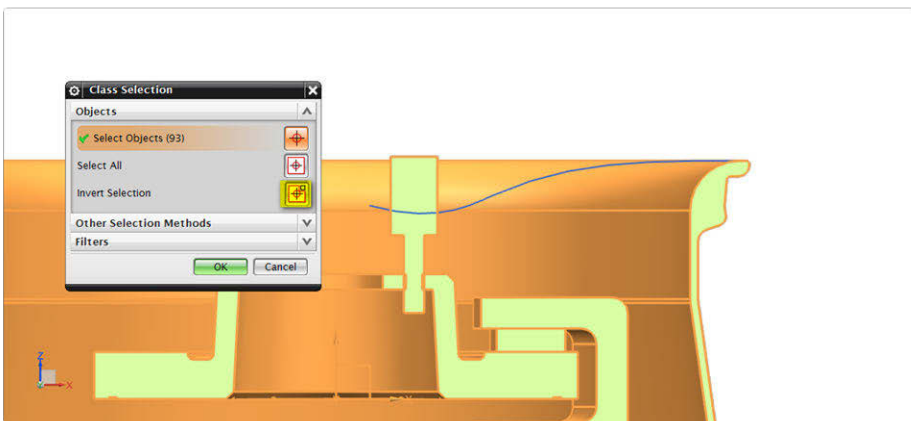 Class Selection
Objects
Select Objects (93)
Select All
Invert Selection
Other Selection Methods
Filters
OK Cancel
Z
X